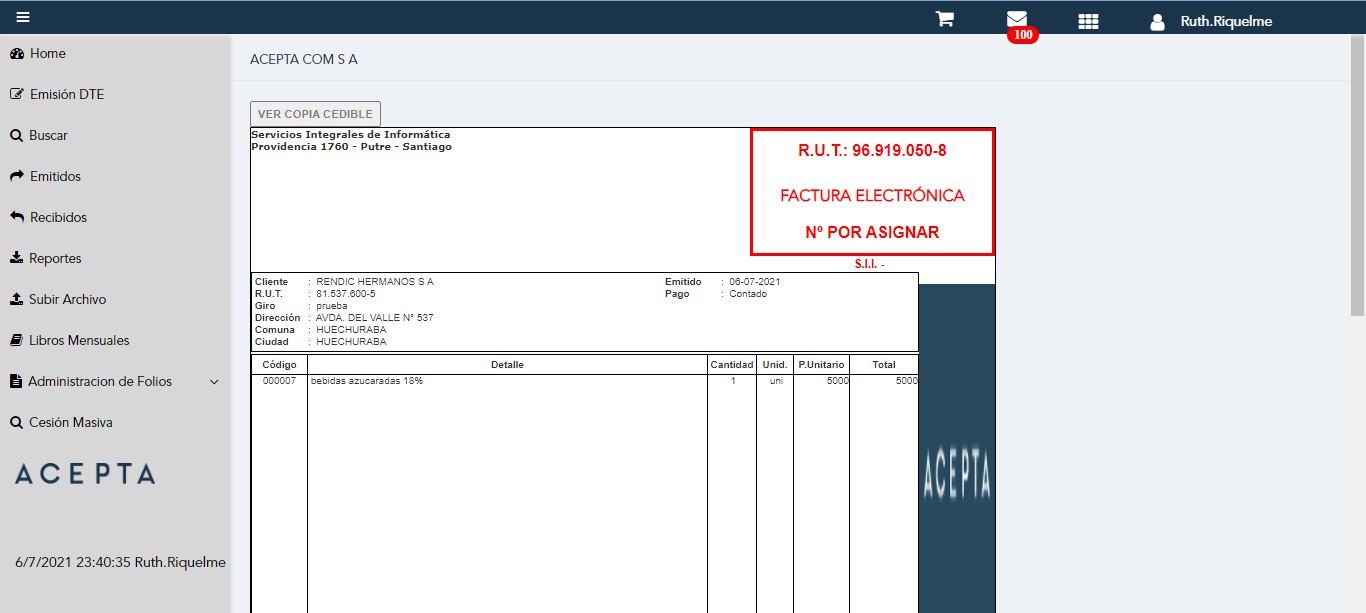 Ruth.Riquelme
100
Home
Emisión DTE
Buscar
Emitidos
Recibidos
Reportes
Subir Archivo
Libros Mensuales
Administracion de Folios
Cesión Masiva
ACEPTA
6/7/2021 23:40:35 Ruth.Riquelme
ACEPTA COM S A
VER COPIA CEDIBLE
Servicios Integrales de Informática
Providencia 1760 - Putre - Santiago
R.U.T.: 96.919.050-8
FACTURA ELECTRÓNICA
Nº POR ASIGNAR
S.I.I. -
Cliente : RENDIC HERMANOS S A Emitido : 06-07-2021
R.U.T. : 81.537.600-5 Pago : Contado
Giro : prueba
Dirección : AVDA. DEL VALLE N° 537
Comuna : HUECHURABA
Ciudad : HUECHURABA
Código Detalle Cantidad Unid. P.Unitario Total
000007 bebidas azucaradas 18% 1 uni 5000 5000
ACEPTA